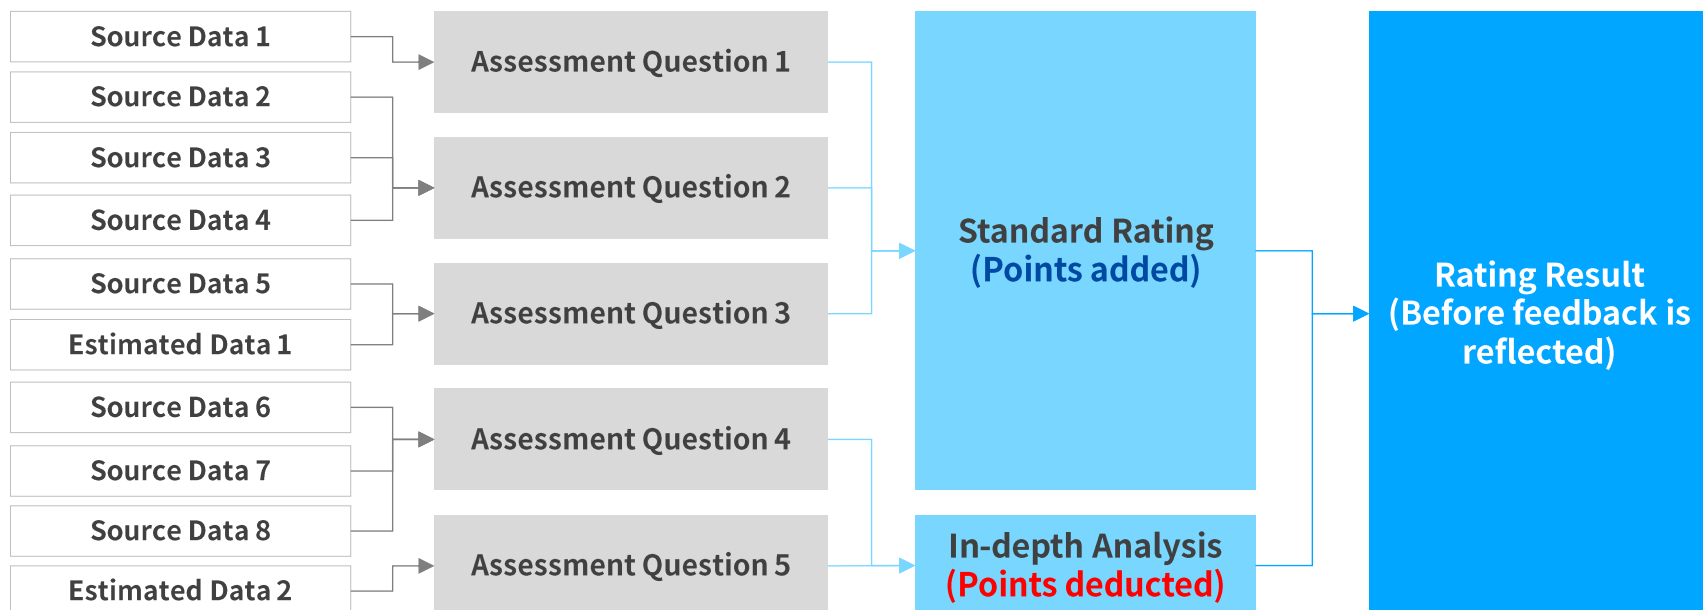 Source Data 1
Source Data 2
Source Data 3
Source Data 4
Source Data 5
Estimated Data 1
Source Data 6
Source Data 7
Source Data 8
Estimated Data 2
Assessment Question 1
Assessment Question 2
Assessment Question 3
Assessment Question 4
Assessment Question 5
Standard Rating
(Points added)
In-depth Analysis
(Points deducted)
Rating Result
(Before feedback is
reflected)